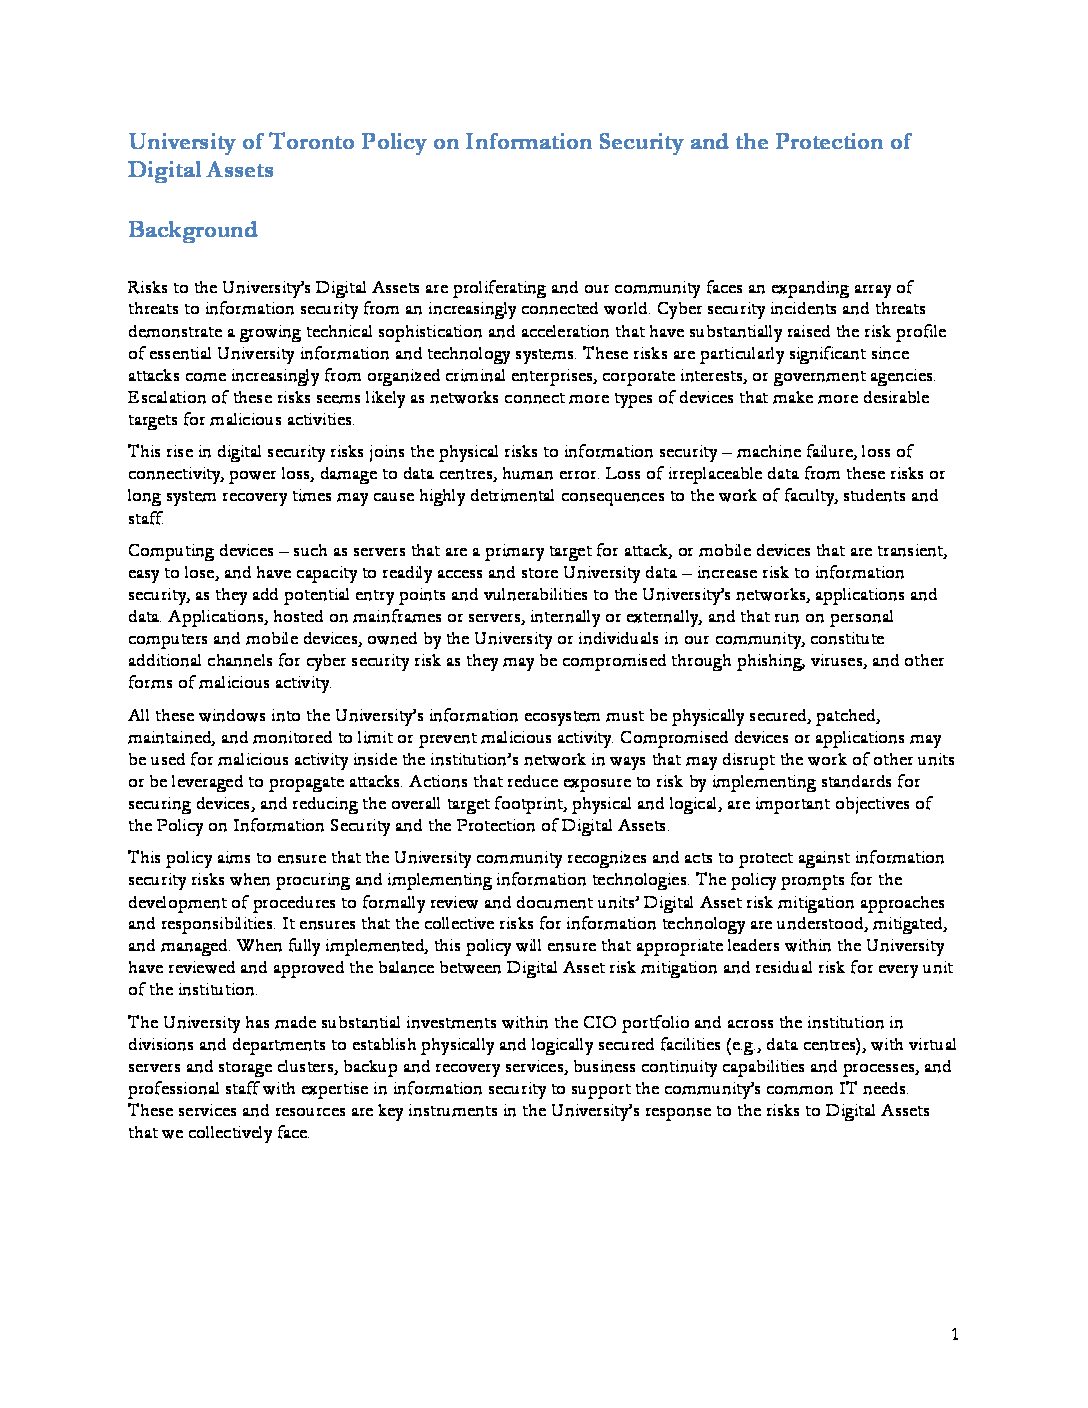 University of Toronto Policy on Information Security and the Protection of
Digital Assets
Background
Risks to the University’s Digital Assets are proliferating and our community faces an expanding array of
threats to information security from an increasingly connected world. Cyber security incidents and threats
demonstrate a growing technical sophistication and acceleration that have substantially raised the risk profile
of essential University information and technology systems. These risks are particularly significant since
attacks come increasingly from organized criminal enterprises, corporate interests, or government agencies.
Escalation of these risks seems likely as networks connect more types of devices that make more desirable
targets for malicious activities.
This rise in digital security risks joins the physical risks to information security – machine failure, loss of
connectivity, power loss, damage to data centres, human error. Loss of irreplaceable data from these risks or
long system recovery times may cause highly detrimental consequences to the work of faculty, students and
staff.
Computing devices – such as servers that are a primary target for attack, or mobile devices that are transient,
easy to lose, and have capacity to readily access and store University data – increase risk to information
security, as they add potential entry points and vulnerabilities to the University’s networks, applications and
data. Applications, hosted on mainframes or servers, internally or externally, and that run on personal
computers and mobile devices, owned by the University or individuals in our community, constitute
additional channels for cyber security risk as they may be compromised through phishing, viruses, and other
forms of malicious activity.
All these windows into the University’s information ecosystem must be physically secured, patched,
maintained, and monitored to limit or prevent malicious activity. Compromised devices or applications may
be used for malicious activity inside the institution’s network in ways that may disrupt the work of other units
or be leveraged to propagate attacks. Actions that reduce exposure to risk by implementing standards for
securing devices, and reducing the overall target footprint, physical and logical, are important objectives of
the Policy on Information Security and the Protection of Digital Assets.
This policy aims to ensure that the University community recognizes and acts to protect against information
security risks when procuring and implementing information technologies. The policy prompts for the
development of procedures to formally review and document units’ Digital Asset risk mitigation approaches
and responsibilities. It ensures that the collective risks for information technology are understood, mitigated,
and managed. When fully implemented, this policy will ensure that appropriate leaders within the University
have reviewed and approved the balance between Digital Asset risk mitigation and residual risk for every unit
of the institution.
The University has made substantial investments within the CIO portfolio and across the institution in
divisions and departments to establish physically and logically secured facilities (e.g., data centres), with virtual
servers and storage clusters, backup and recovery services, business continuity capabilities and processes, and
professional staff with expertise in information security to support the community’s common IT needs.
These services and resources are key instruments in the University’s response to the risks to Digital Assets
that we collectively face.
1